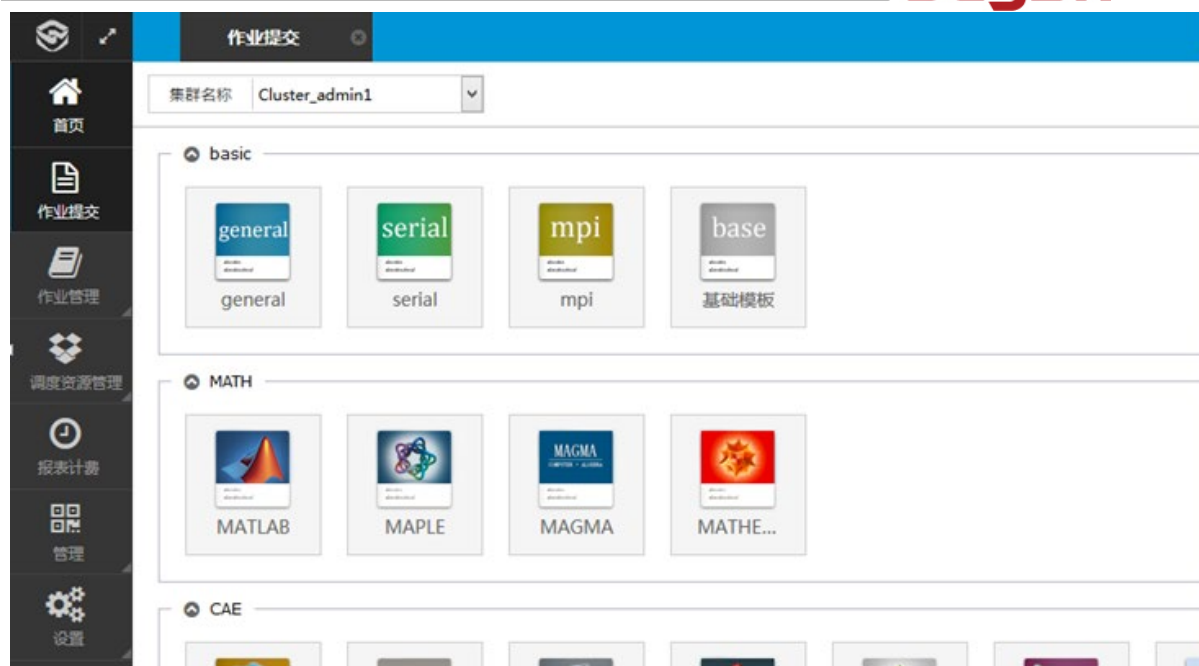 作业提交
集群名称 Cluster_admin1
首页
作业提交
作业管理
调度资源管理
报表计费
管理
设置
basic
general
serial
mpi
base
general
serial
mpi
基础模板
MATH
MAGMA
MATLAB
MAPLE
MAGMA
MATHE...
CAE